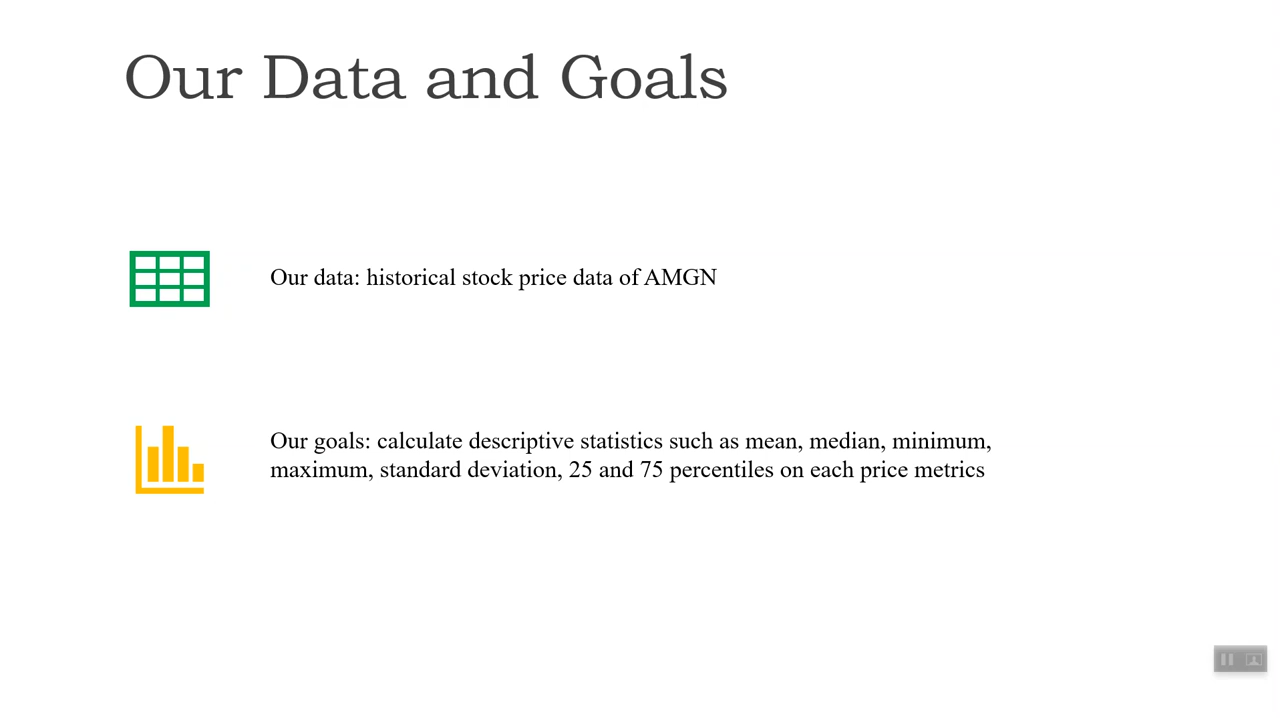 Our Data and Goals
Our data: historical stock price data of AMGN
Our goals: calculate descriptive statistics such as mean, median, minimum,
maximum, standard deviation, 25 and 75 percentiles on each price metrics